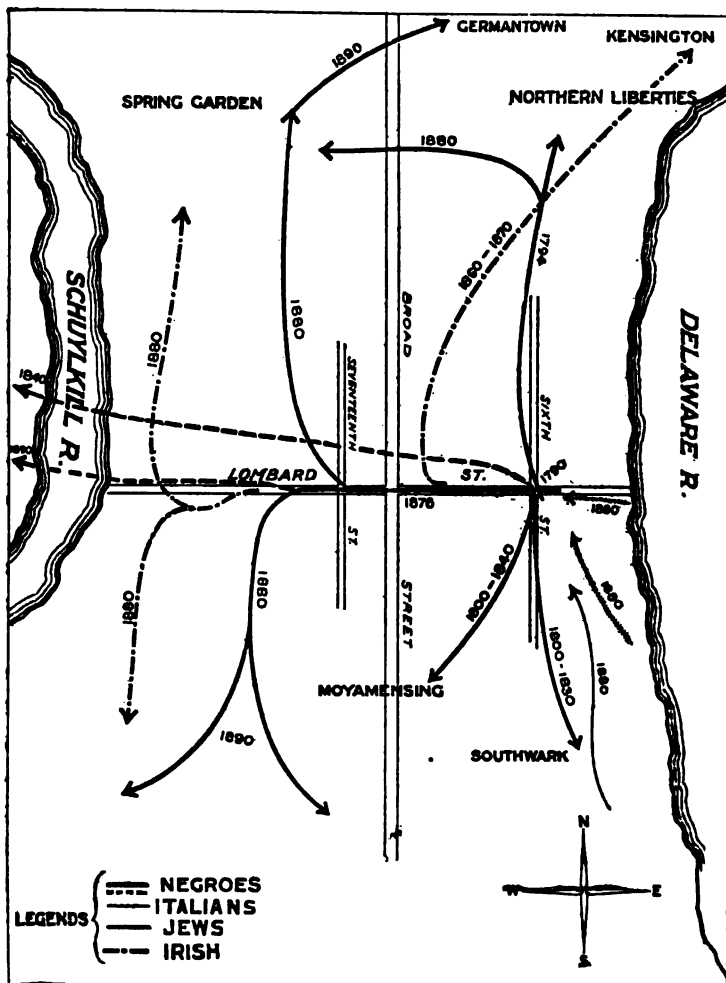 GERMANTOWN
KENSINGTON
1890
SPRING GARDEN
NORTHERN LIBERTIES
1880
1794
1860-1870
BROAD
SCHUYLKILL R.
DELAWARE R.
1880
1880
SEVENTEENTH
SIXTH
1840
LOMBARD
ST.
1790
1876
1880
ST.
ST.
1880
1880
1800-1840
STREET
1880
1800-1830
1880
MOYAMENSING
1890
SOUTHWARK
N
W
E
S
LEGENDS
NEGROES
ITALIANS
JEWS
IRISH